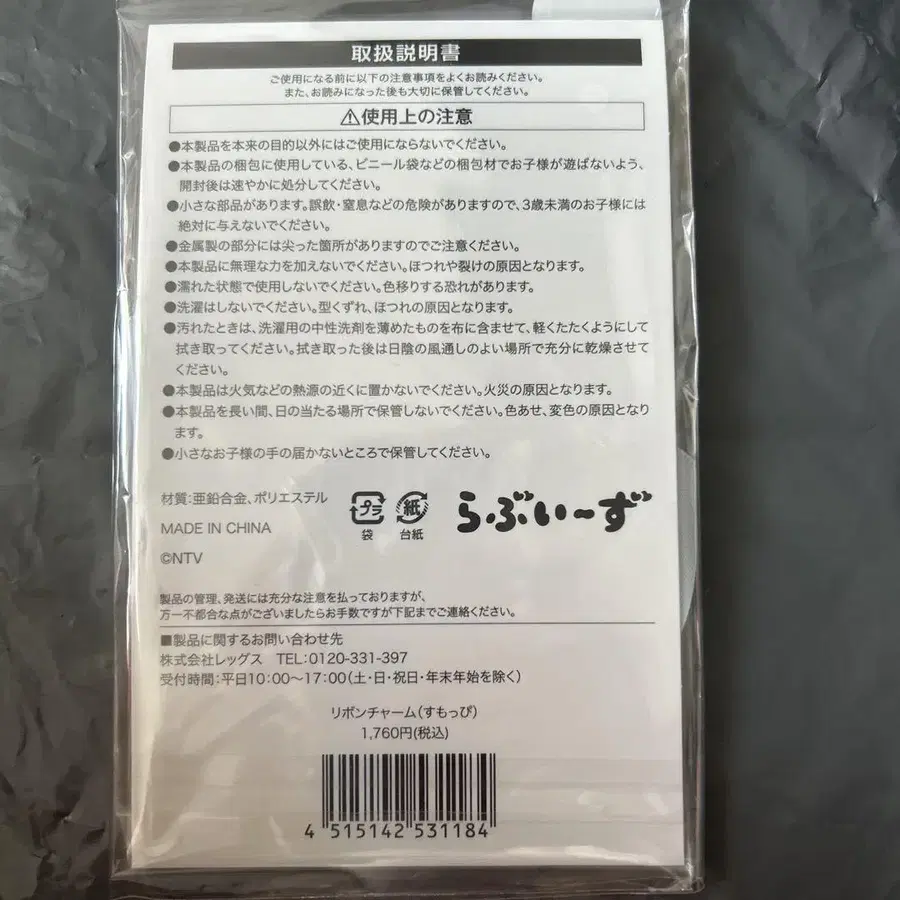 取扱説明書
ご使用になる前に以下の注意事項をよくお読みください。
また、お読みになった後も大切に保管してください。
⚠使用上の注意
●本製品を本来の目的以外にはご使用にならないでください。
●本製品の梱包に使用している、ビニール袋などの梱包材でお子様が遊ばないよう、
開封後は速やかに処分してください。
●小さな部品があります。誤飲・窒息などの危険がありますので、3歳未満のお子様には
絶対に与えないでください。
●金属製の部分には尖った箇所がありますのでご注意ください。
●本製品に無理な力を加えないでください。ほつれや裂けの原因となります。
●濡れた状態で使用しないでください。色移りする恐れがあります。
●洗濯はしないでください。型くずれ、ほつれの原因となります。
●汚れたときは、洗濯用の中性洗剤を薄めたものを布に含ませて、軽くたたくようにして
拭き取ってください。拭き取った後は日陰の風通しのよい場所で充分に乾燥させて
ください。
●本製品は火気などの熱源の近くに置かないでください。火災の原因となります。
●本製品を長い間、日の当たる場所で保管しないでください。色あせ、変色の原因となり
ます。
●小さなお子様の手の届かないところで保管してください。
材質:亜鉛合金、ポリエステル
MADE IN CHINA
©NTV
プラ
袋
紙
台紙
らぶいーず
製品の管理、発送には充分な注意を払っておりますが、
万一不都合な点がございましたらお手数ですが下記までご連絡ください。
■製品に関するお問い合わせ先
株式会社レッグス TEL:0120-331-397
受付時間:平日10:00〜17:00(土・日・祝日・年末年始を除く)
リボンチャーム(すもっぴ)
1,760円(税込)
4 515142 531184